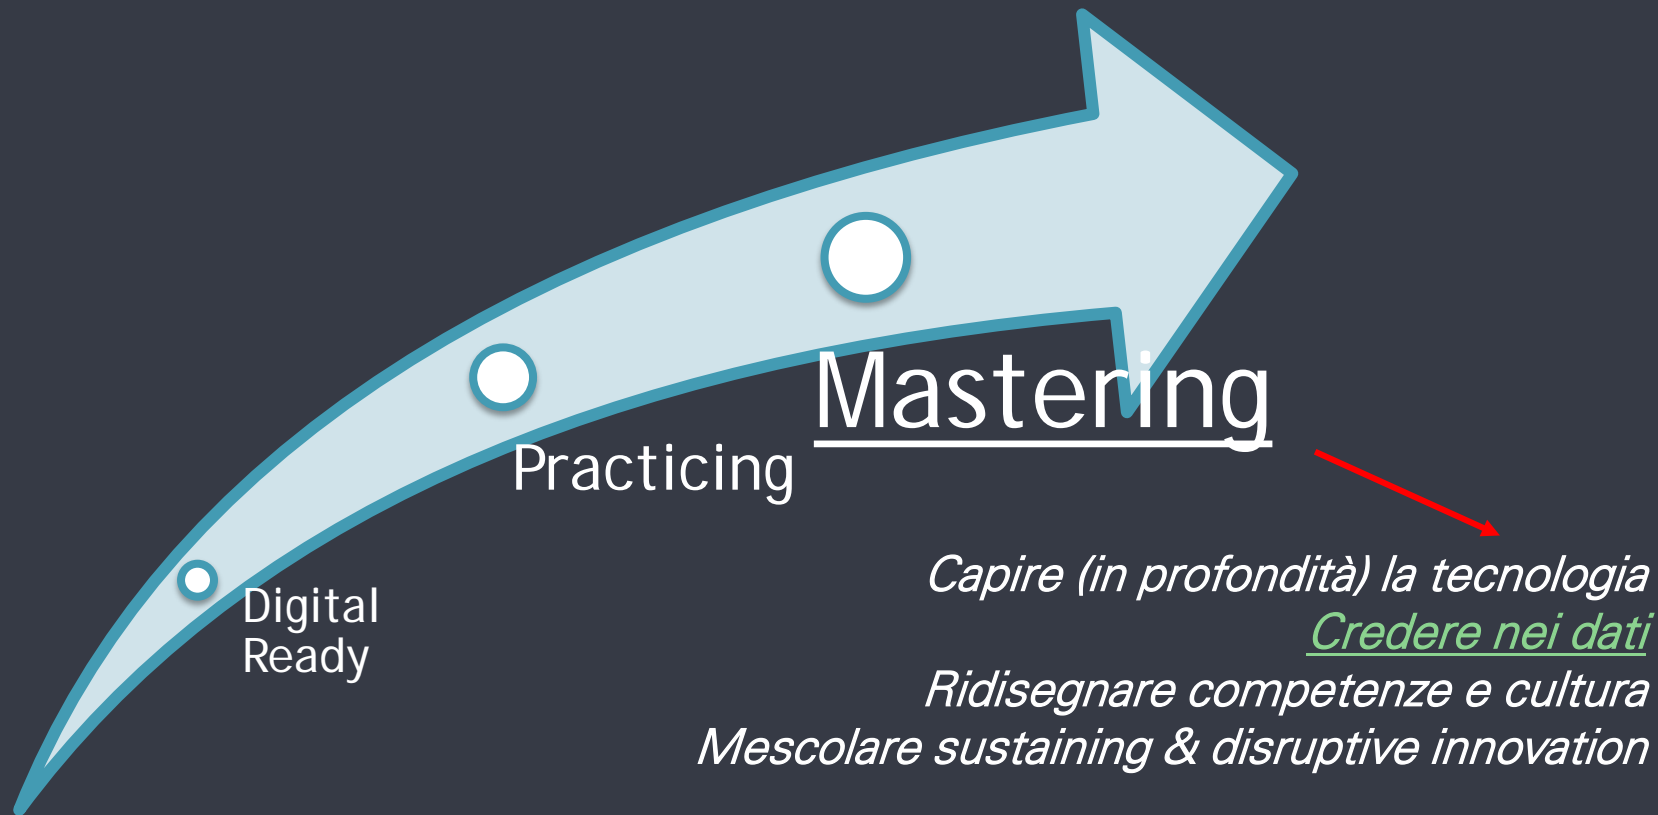 Mastering
Practicing
Digital
Ready
Capire (in profondità) la tecnologia
Credere nei dati
Ridisegnare competenze e cultura
Mescolare sustaining & disruptive innovation